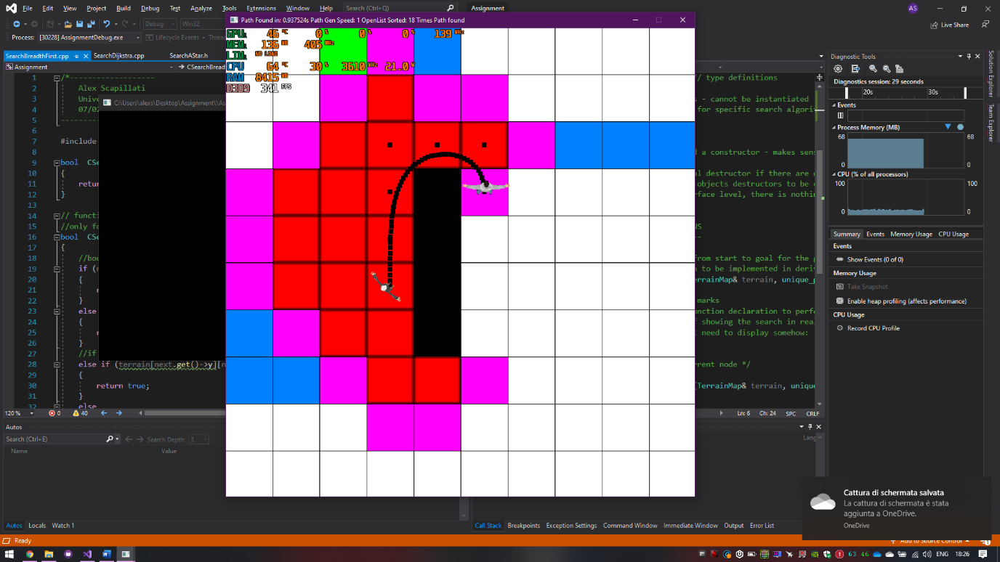 File Edit View Project Build Debug Test Analyze Tools Extensions Window Help Search (Ctrl+Q) Assignment AS
Debug Win32 Live Share
Process: [30228] AssignmentDebug.exe Lifecycle Events
SearchBreadthFirst.cpp SearchDijkstra.cpp SearchAStar.h
Assignment CSearchBreadthFirst
Path Found in: 0.937524s Path Gen Speed: 1 OpenList Sorted: 18 Times Path found
GPU 46 °C 0 % 0 % 0 % 139 MHz
MEM 136 MB 405 MHz
LIM NO LOAD
CPU 64 °C 30 % 3610 MHz 21.0 W
RAM 8415 MB
D3D9 341 FPS
C:\Users\alexs\Desktop\Assignment\
1 /*-------------------
2 Alex Scapillati
3 Unive
4 07/02
5 -----------
6
7 #include
8
9 bool CSe
10 {
11 retur
12 }
13
14 // functi
15 //only fo
16 bool CSe
17 {
18 //bou
19 if (n
20 {
21 r
22 }
23 else
24 {
25 r
26 }
27 //if
28 else if (terrain[next.get()->y][n
29 {
30 return true;
31 }
32 else
// type definitions
s - cannot be instantiated
for specific search algorit
d a constructor - makes sens
al destructor if there are
objects destructors to be
rface level, there is nothin
NS
from start to goal for the
n to be implemented in deriv
errainMap& terrain, unique_p
marks
unction declaration to perfo
f showing the search in rea
l need to display somehow:
rrent node */
(TerrainMap& terrain, uniqu
120 % 0 40 Ln: 6 Ch: 24 SPC CRLF
Autos
Search (Ctrl+E) Search Depth: 3
Name Value
Lang
Autos Locals Watch 1
Call Stack Breakpoints Exception Settings Command Window Immediate Window Output Error List
Diagnostic Tools
Diagnostics session: 29 seconds
20s 30s
Events
Process Memory (MB)
68 68
0 0
CPU (% of all processors)
100 100
0 0
Summary Events Memory Usage CPU Usage
Events
Show Events (0 of 0)
Memory Usage
Take Snapshot
Enable heap profiling (affects performance)
CPU Usage
Record CPU Profile
Solution Explorer
Team Explorer
Cattura di schermata salvata
La cattura di schermata è stata
aggiunta a OneDrive.
OneDrive
Ready Add to Source Control
63 46 ENG 18:26